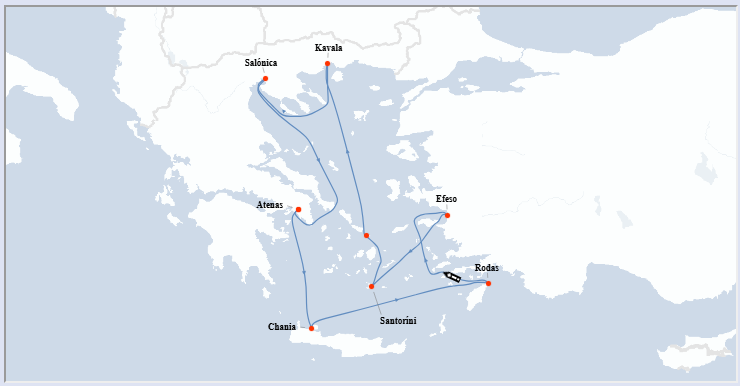 Kavala
Salónica
Efeso
Atenas
Rodas
Santorini
Chania